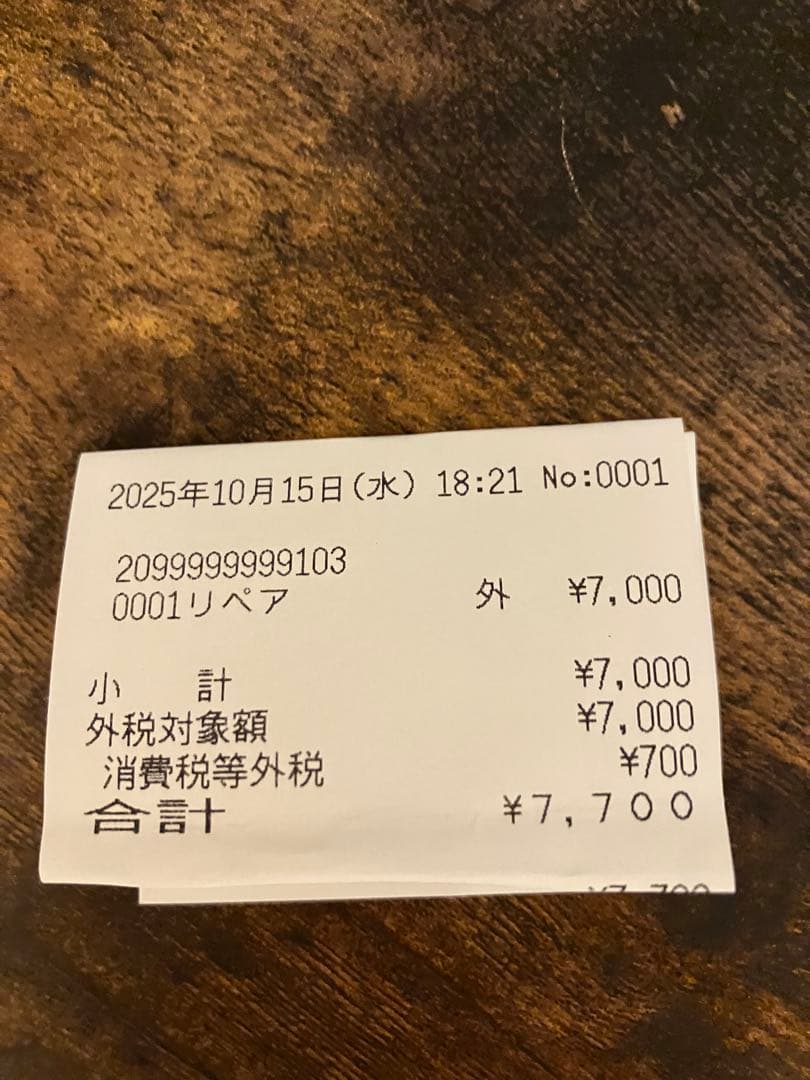 2025年10月15日(水) 18:21 No:0001
2099999999103
0001リペア 外 ¥7,000
小 計 ¥7,000
外税対象額 ¥7,000
消費税等外税 ¥700
合計 ¥7,700
¥7,700